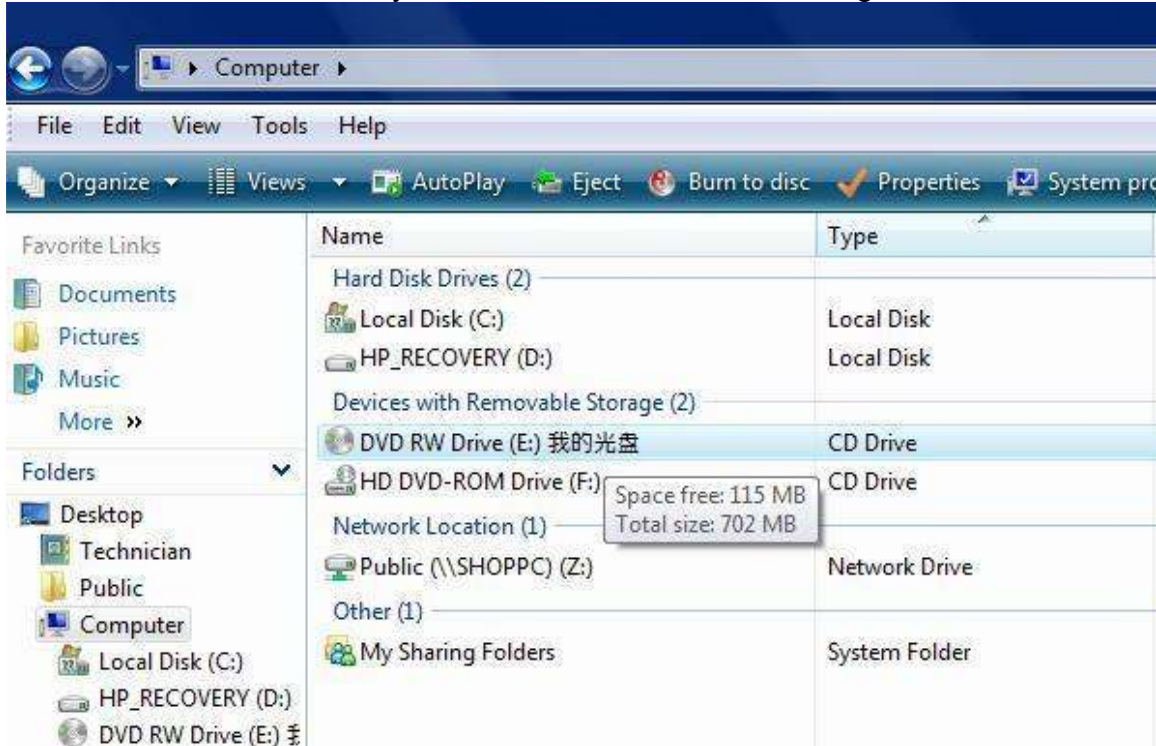 Computer
File Edit View Tools Help
Organize Views AutoPlay Eject Burn to disc Properties System pro
Favorite Links
Documents
Pictures
Music
More »
Folders
Desktop
Technician
Public
Computer
Local Disk (C:)
HP_RECOVERY (D:)
DVD RW Drive (E:)
Name Type
Hard Disk Drives (2)
Local Disk (C:) Local Disk
HP_RECOVERY (D:) Local Disk
Devices with Removable Storage (2)
DVD RW Drive (E:) 我的光盘 CD Drive
HD DVD-ROM Drive (F:) CD Drive
Space free: 115 MB
Total size: 702 MB
Network Location (1)
Public (\\SHOPPC) (Z:) Network Drive
Other (1)
My Sharing Folders System Folder